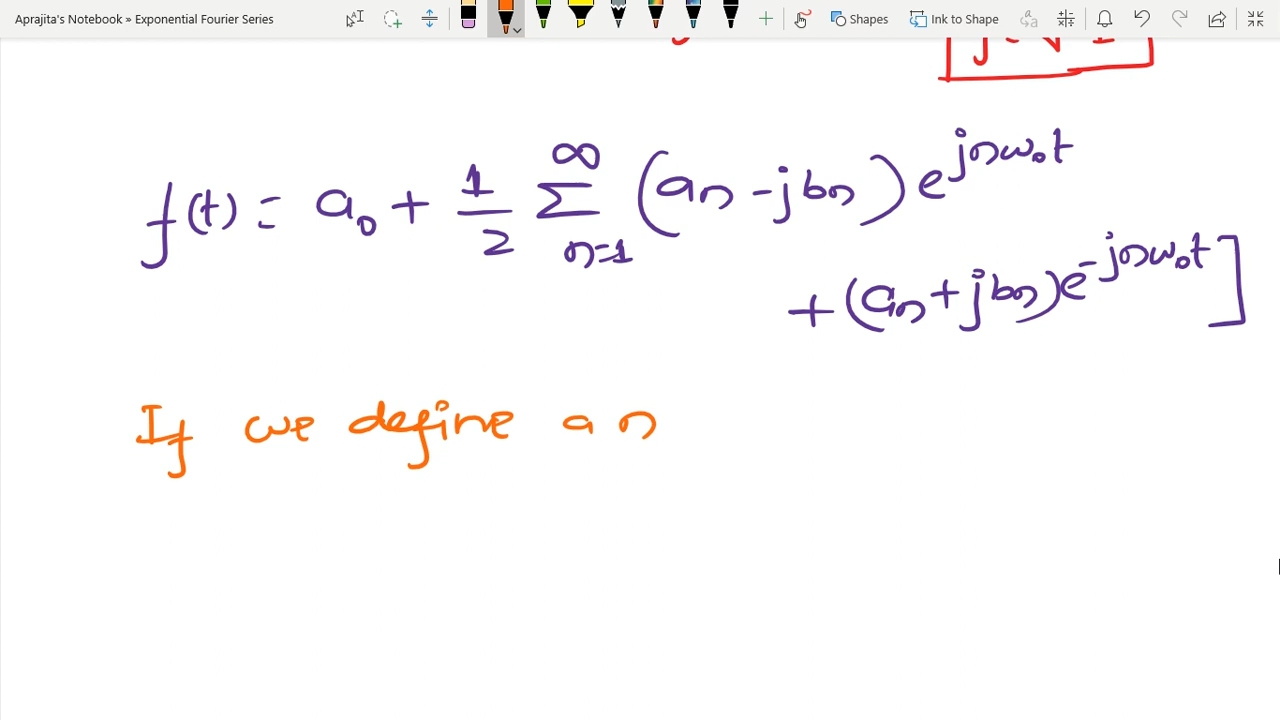 Aprajita's Notebook » Exponential Fourier Series
Shapes
Ink to Shape
f(t) = a₀ + 1/2 ∑_{n=1}^{∞} (aₙ - jbₙ) e^{jnω₀t}
+ (aₙ + jbₙ) e^{-jnω₀t} ]
If we define a n